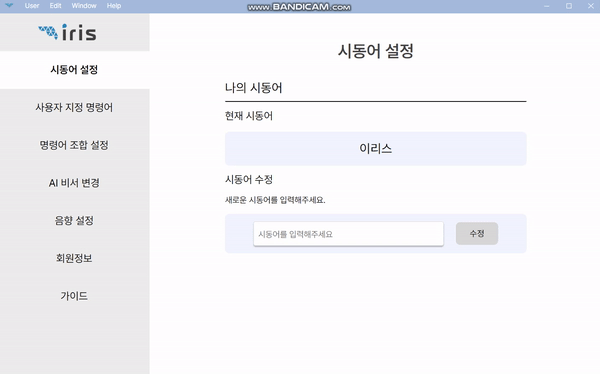 User Edit Window Help
www.BANDICAM.com
iris
시동어 설정
사용자 지정 명령어
명령어 조합 설정
AI 비서 변경
음향 설정
회원정보
가이드
시동어 설정
나의 시동어
현재 시동어
이리스
시동어 수정
새로운 시동어를 입력해주세요.
시동어를 입력해주세요
수정